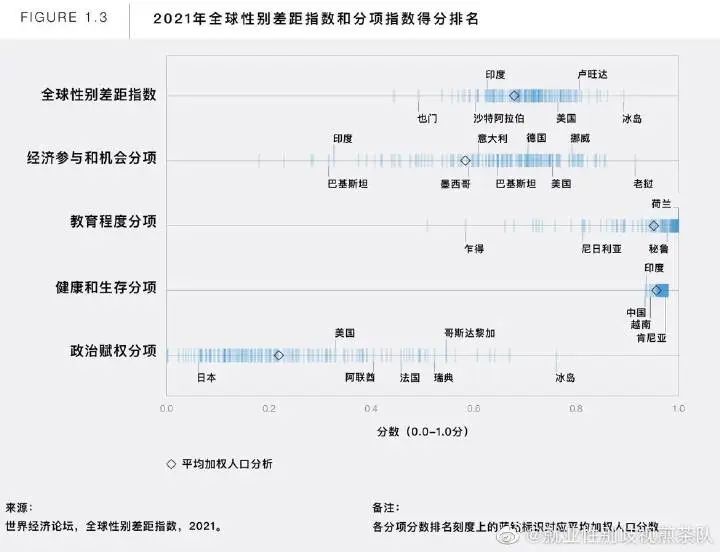 FIGURE 1.3
2021年全球性别差距指数和分项指数得分排名
全球性别差距指数
印度
卢旺达
也门
沙特阿拉伯
美国
冰岛
经济参与和机会分项
印度
意大利
德国
挪威
巴基斯坦
墨西哥
巴基斯坦
美国
老挝
教育程度分项
荷兰
乍得
尼日利亚
秘鲁
健康和生存分项
印度
中国
越南
肯尼亚
政治赋权分项
美国
哥斯达黎加
日本
阿联酋
法国
瑞典
冰岛
0.0 0.2 0.4 0.6 0.8 1.0
分数（0.0–1.0分）
平均加权人口分析
来源：
世界经济论坛，全球性别差距指数，2021。
备注：
各分项分数排名刻度上的蓝钻标识对应平均加权人口分数
@就业性别歧视煎茶队